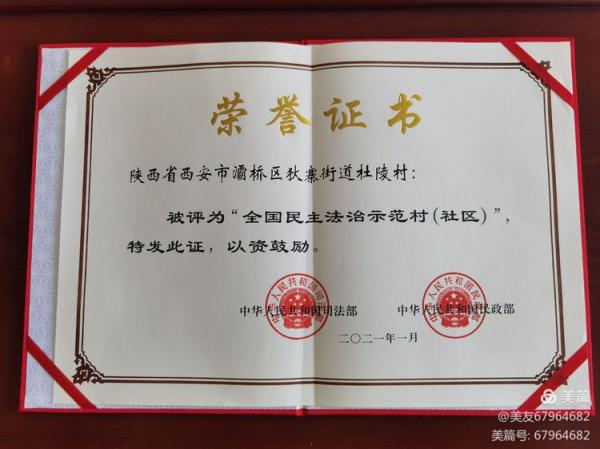 荣誉证书
陕西省西安市灞桥区狄寨街道杜陵村：
被评为“全国民主法治示范村（社区）”，
特发此证，以资鼓励。
中华人民共和国司法部 中华人民共和国民政部
二〇二一年一月
美篇
@美友67964682
美篇号: 67964682